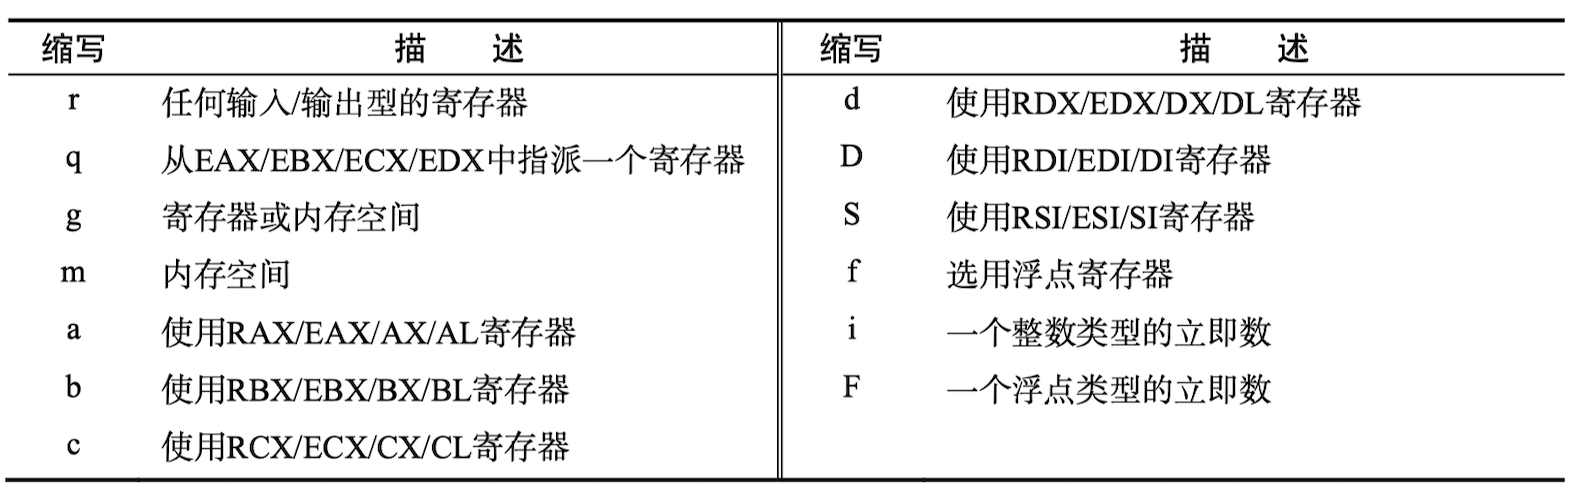 缩写 描 述 缩写 描 述
r 任何输入/输出型的寄存器 d 使用RDX/EDX/DX/DL寄存器
q 从EAX/EBX/ECX/EDX中指派一个寄存器 D 使用RDI/EDI/DI寄存器
g 寄存器或内存空间 S 使用RSI/ESI/SI寄存器
m 内存空间 f 选用浮点寄存器
a 使用RAX/EAX/AX/AL寄存器 i 一个整数类型的立即数
b 使用RBX/EBX/BX/BL寄存器 F 一个浮点类型的立即数
c 使用RCX/ECX/CX/CL寄存器